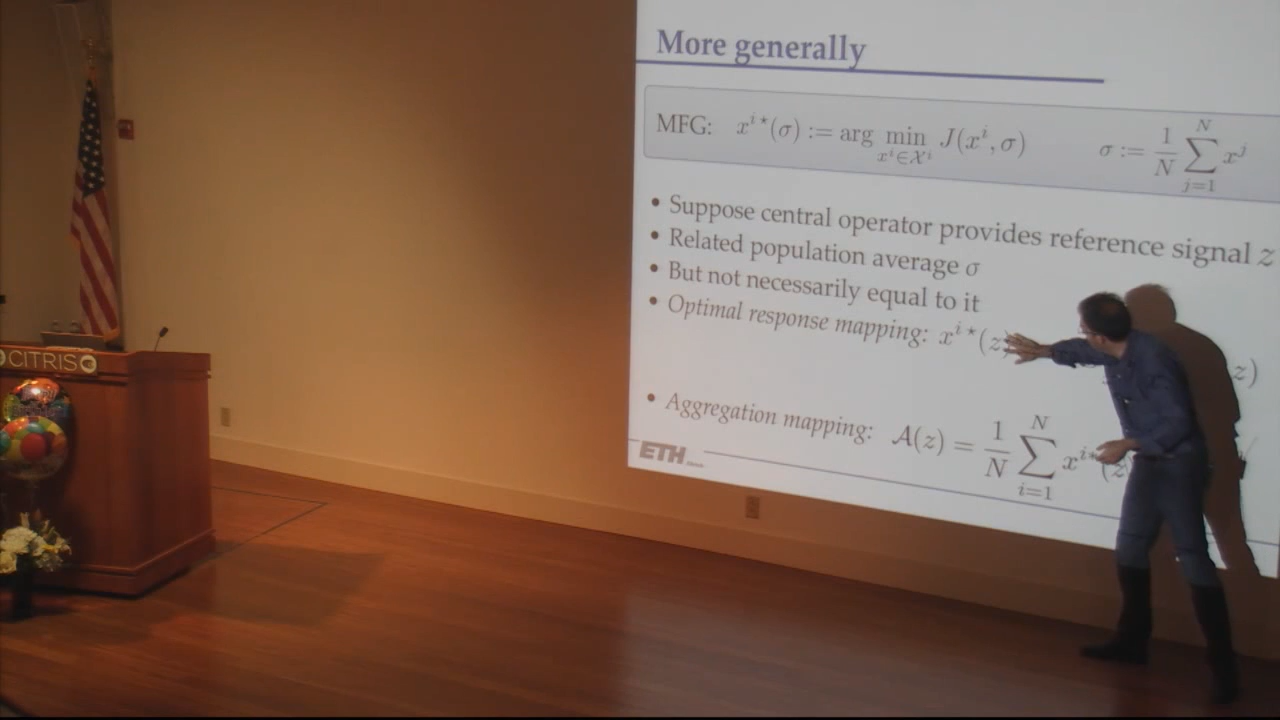 More generally
MFG: x^{i⋆}(σ) := arg min_{x^i∈𝒳^i} J(x^i, σ) σ := 1/N ∑_{j=1}^{N} x^j
• Suppose central operator provides reference signal z
• Related population average σ
• But not necessarily equal to it
• Optimal response mapping: x^{i⋆}(z) z)
• Aggregation mapping: 𝒜(z) = 1/N ∑_{i=1}^{N} x^{i⋆}(z
ETH
CITRIS